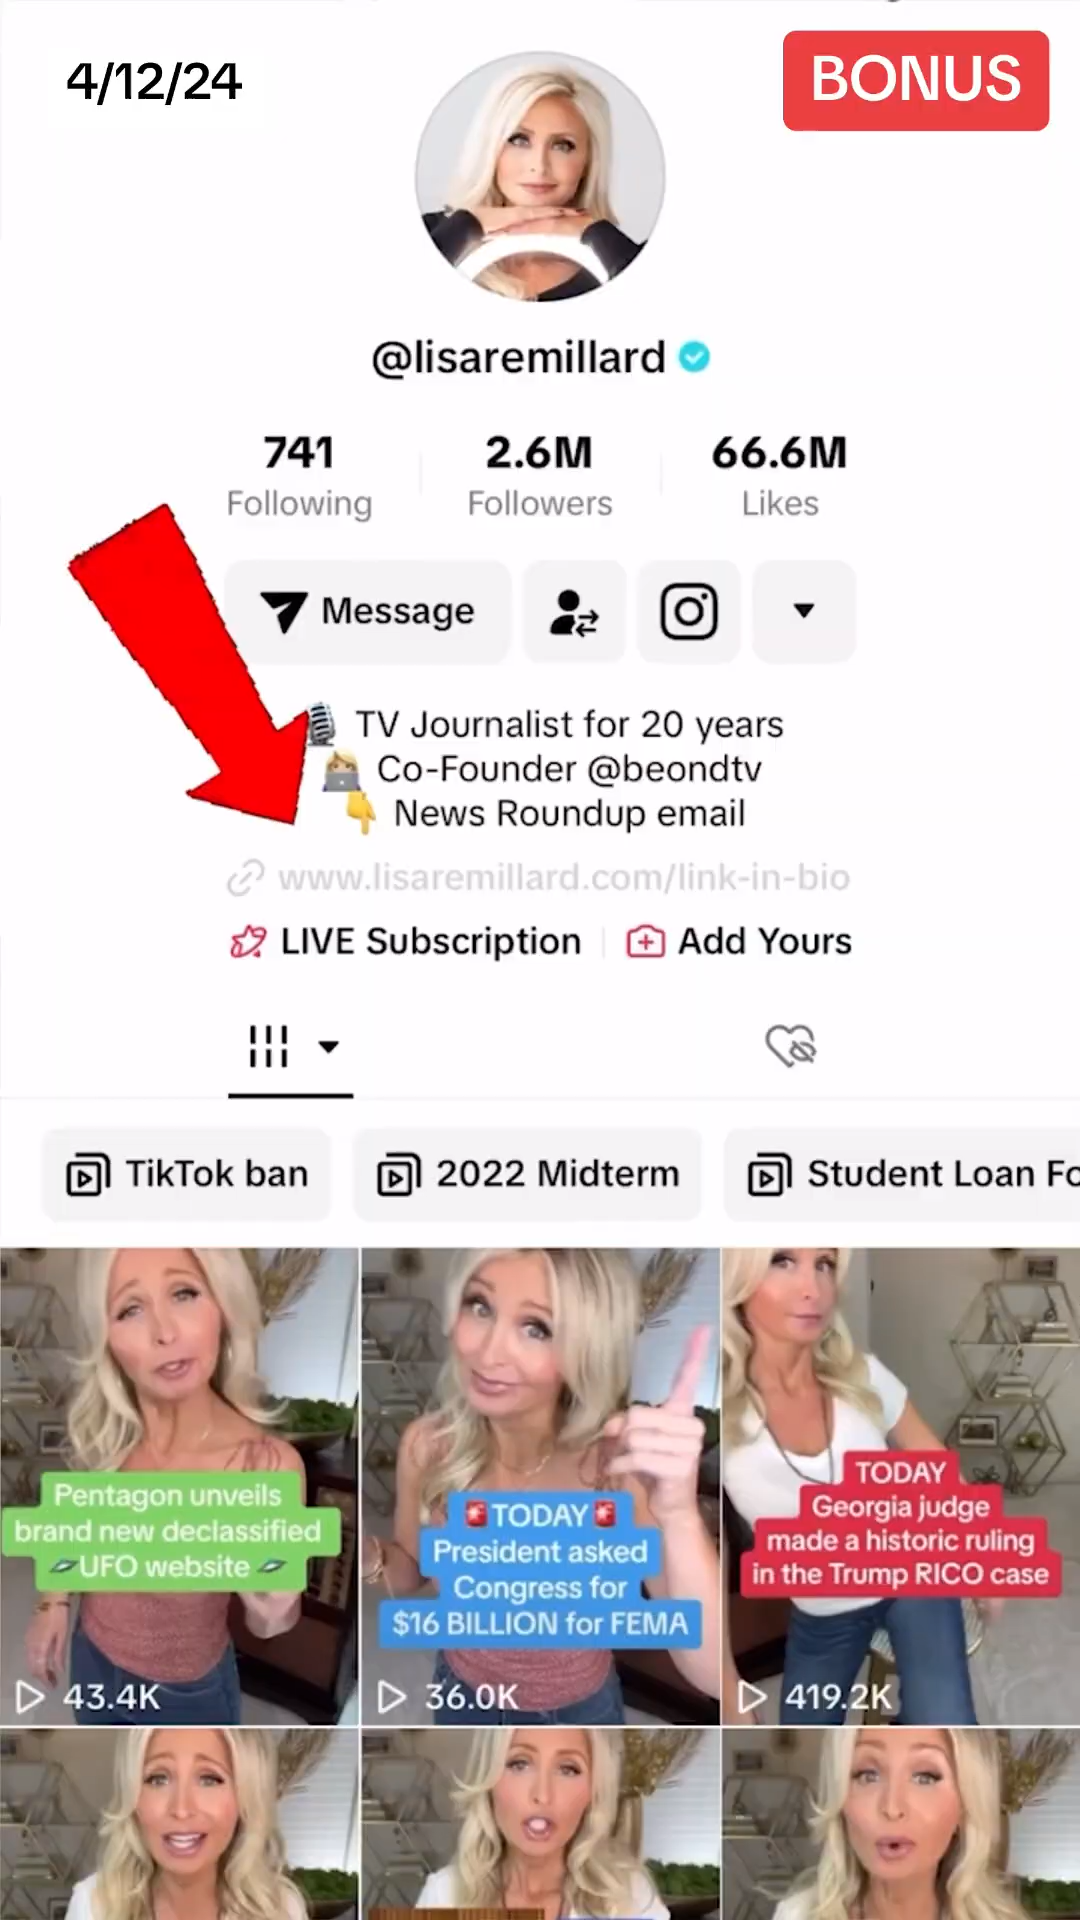 4/12/24
BONUS
@lisaremillard
741
Following
2.6M
Followers
66.6M
Likes
Message
TV Journalist for 20 years
Co-Founder @beondtv
News Roundup email
www.lisaremillard.com/link-in-bio
LIVE Subscription
Add Yours
TikTok ban
2022 Midterm
Student Loan Fo
Pentagon unveils
brand new declassified
UFO website
43.4K
TODAY
President asked
Congress for
$16 BILLION for FEMA
36.0K
TODAY
Georgia judge
made a historic ruling
in the Trump RICO case
419.2K